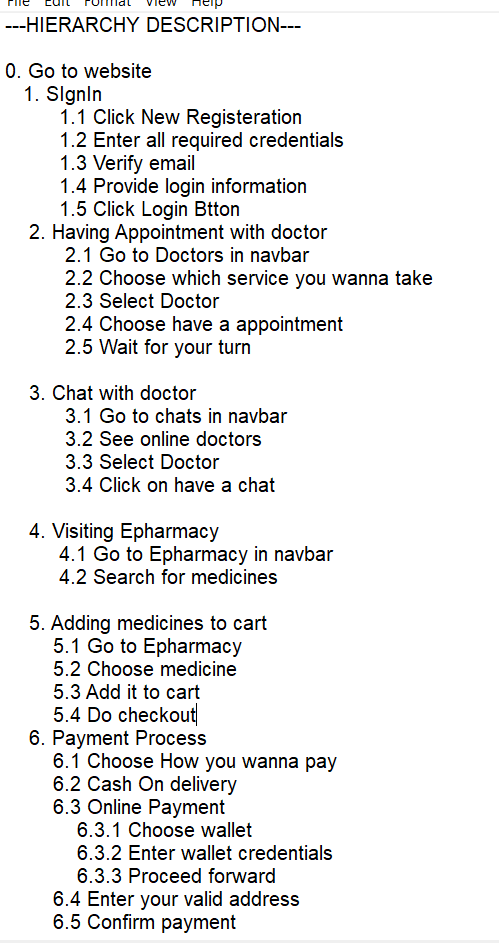 File Edit Format View Help
---HIERARCHY DESCRIPTION---
0. Go to website
1. SIgnIn
1.1 Click New Registeration
1.2 Enter all required credentials
1.3 Verify email
1.4 Provide login information
1.5 Click Login Btton
2. Having Appointment with doctor
2.1 Go to Doctors in navbar
2.2 Choose which service you wanna take
2.3 Select Doctor
2.4 Choose have a appointment
2.5 Wait for your turn
3. Chat with doctor
3.1 Go to chats in navbar
3.2 See online doctors
3.3 Select Doctor
3.4 Click on have a chat
4. Visiting Epharmacy
4.1 Go to Epharmacy in navbar
4.2 Search for medicines
5. Adding medicines to cart
5.1 Go to Epharmacy
5.2 Choose medicine
5.3 Add it to cart
5.4 Do checkout
6. Payment Process
6.1 Choose How you wanna pay
6.2 Cash On delivery
6.3 Online Payment
6.3.1 Choose wallet
6.3.2 Enter wallet credentials
6.3.3 Proceed forward
6.4 Enter your valid address
6.5 Confirm payment